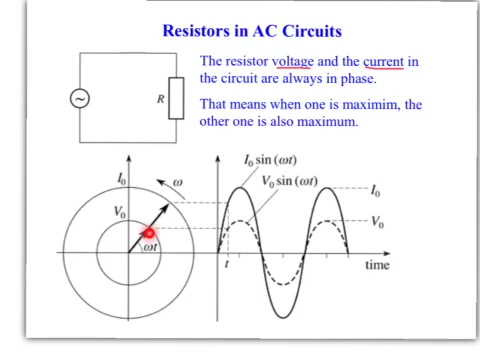 Resistors in AC Circuits
The resistor voltage and the current in
the circuit are always in phase.
That means when one is maximim, the
other one is also maximum.
~
R
I₀ sin (ωt)
V₀ sin (ωt)
I₀
ω
I₀
V₀
V₀
ωt
t
time